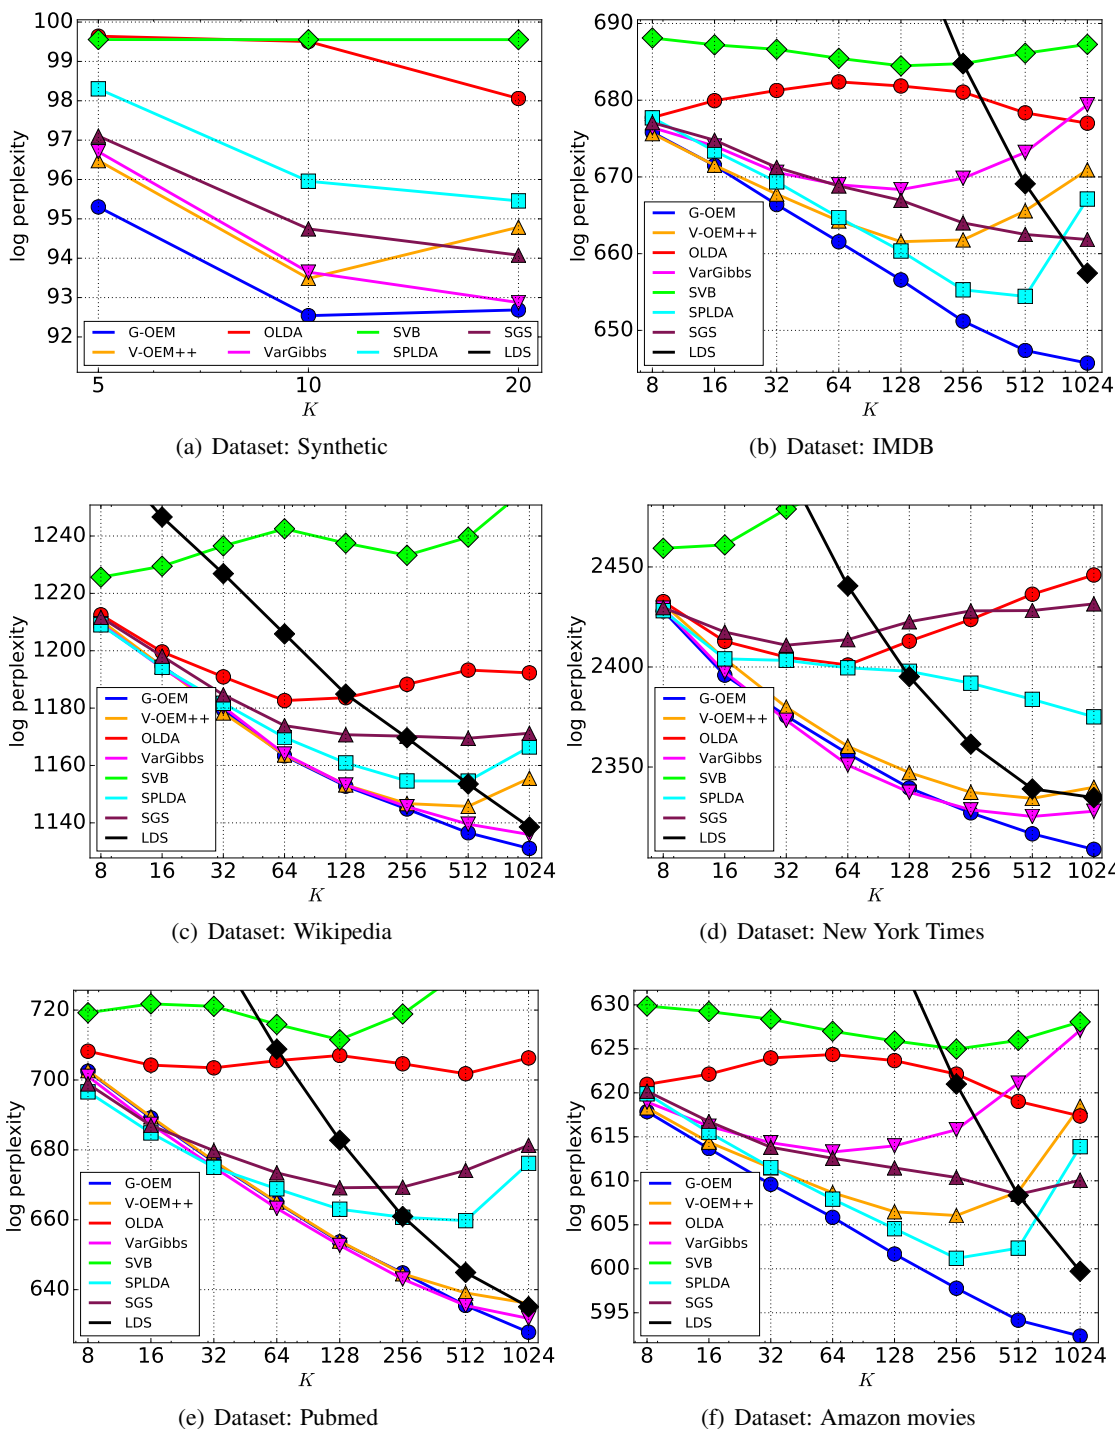 100
99
98
97
96
95
94
93
92
log perplexity
G-OEM
V-OEM++
OLDA
VarGibbs
SVB
SPLDA
SGS
LDS
5 10 20
K
(a) Dataset: Synthetic
690
680
670
660
650
log perplexity
G-OEM
V-OEM++
OLDA
VarGibbs
SVB
SPLDA
SGS
LDS
8 16 32 64 128 256 512 1024
K
(b) Dataset: IMDB
1240
1220
1200
1180
1160
1140
log perplexity
G-OEM
V-OEM++
OLDA
VarGibbs
SVB
SPLDA
SGS
LDS
8 16 32 64 128 256 512 1024
K
(c) Dataset: Wikipedia
2450
2400
2350
log perplexity
G-OEM
V-OEM++
OLDA
VarGibbs
SVB
SPLDA
SGS
LDS
8 16 32 64 128 256 512 1024
K
(d) Dataset: New York Times
720
700
680
660
640
log perplexity
G-OEM
V-OEM++
OLDA
VarGibbs
SVB
SPLDA
SGS
LDS
8 16 32 64 128 256 512 1024
K
(e) Dataset: Pubmed
630
625
620
615
610
605
600
595
log perplexity
G-OEM
V-OEM++
OLDA
VarGibbs
SVB
SPLDA
SGS
LDS
8 16 32 64 128 256 512 1024
K
(f) Dataset: Amazon movies